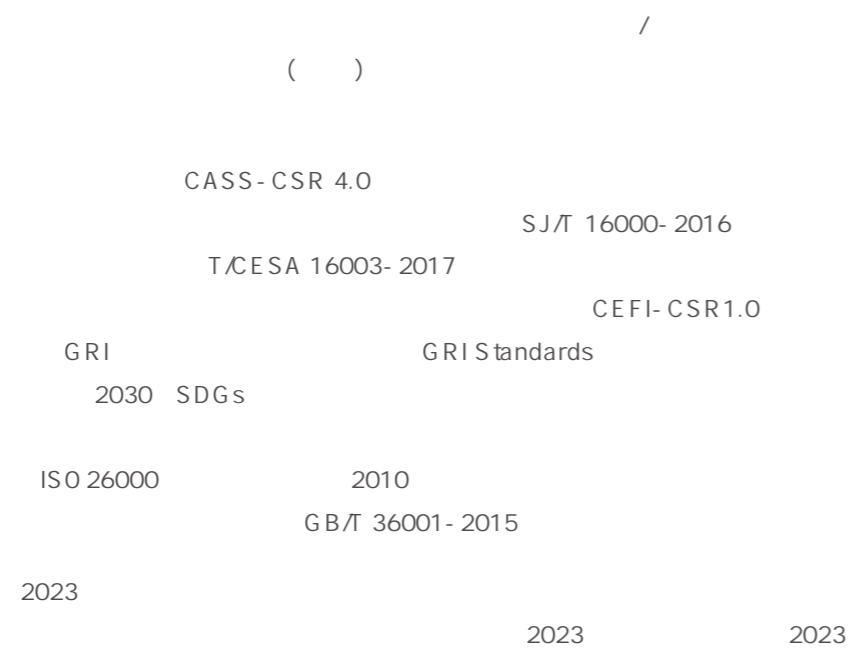 /
( )
CASS-CSR 4.0
SJ/T 16000-2016
T/CESA 16003-2017
CEFI-CSR1.0
GRI GRI Standards
2030 SDGs
ISO 26000 2010
GB/T 36001-2015
2023
2023 2023